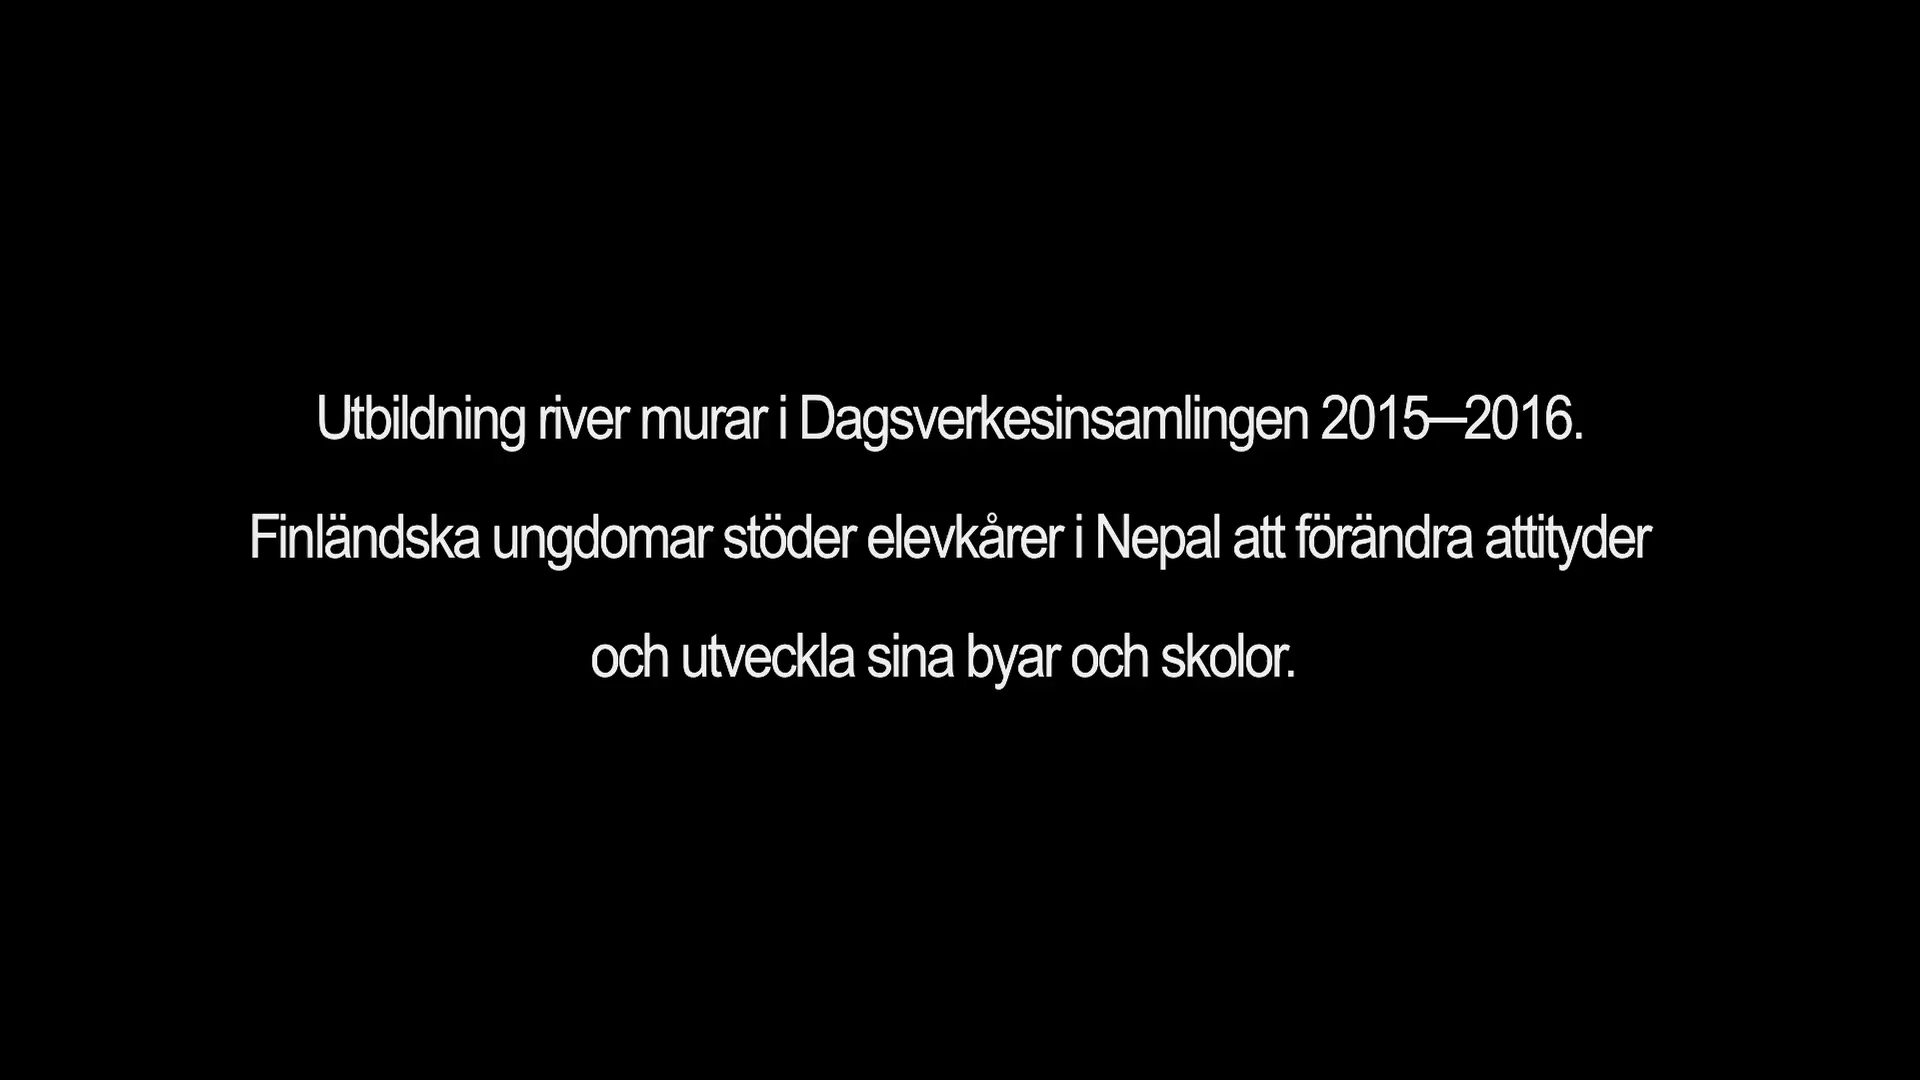 Utbildning river murar i Dagsverkesinsamlingen 2015—2016.
Finländska ungdomar stöder elevkårer i Nepal att förändra attityder
och utveckla sina byar och skolor.